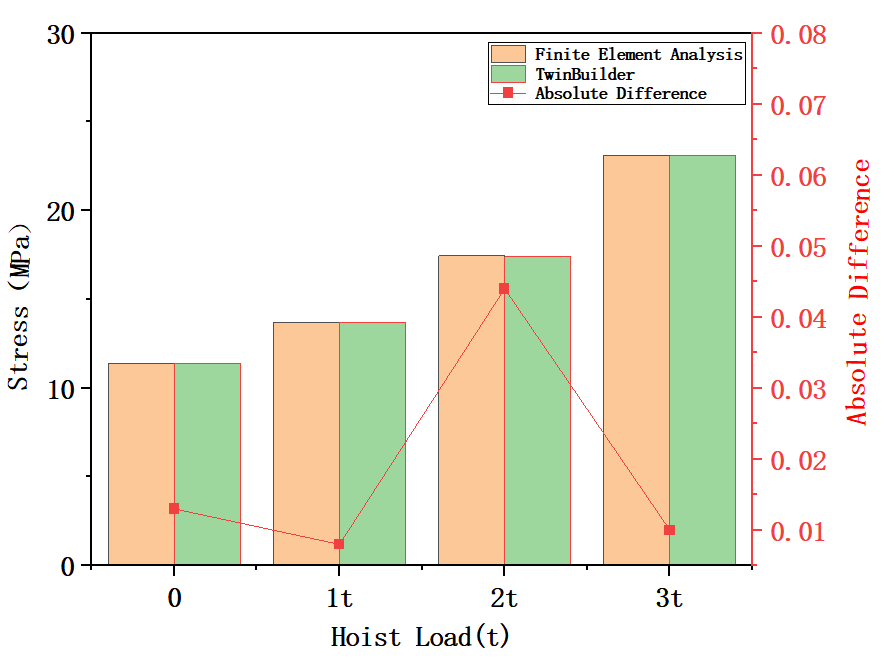 Finite Element Analysis
TwinBuilder
Absolute Difference
30
20
10
0
Stress (MPa)
0.08
0.07
0.06
0.05
0.04
0.03
0.02
0.01
Absolute Difference
0
1t
2t
3t
Hoist Load(t)